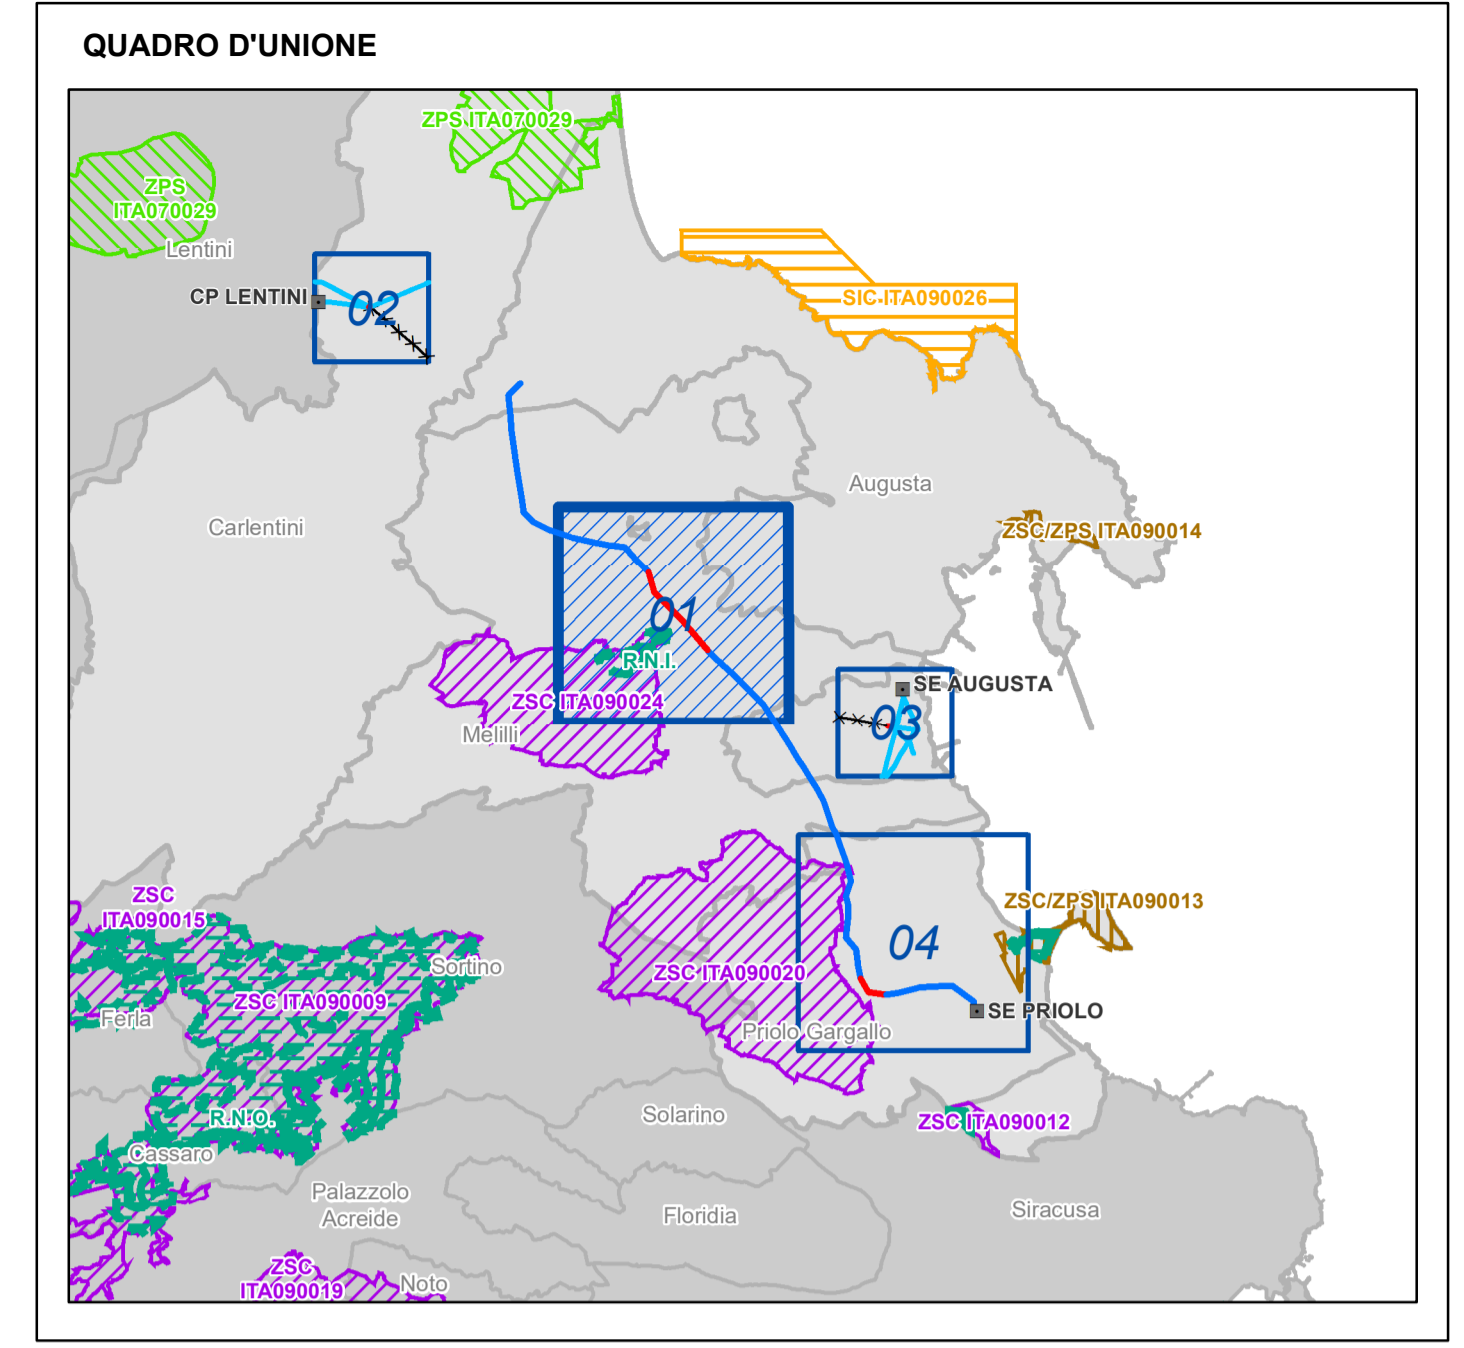 QUADRO D'UNIONE
ZPS ITA070029
ZPS
ITA070029
Lentini
CP LENTINI
02
SIC ITA090026
Augusta
Carlentini
ZSC/ZPS ITA090014
01
R.N.I.
ZSC ITA090024
Melilli
SE AUGUSTA
03
ZSC
ITA090015
ZSC/ZPS ITA090013
04
Sortino
ZSC ITA090020
ZSC ITA090009
Ferla
SE PRIOLO
Priolo Gargallo
R.N.O.
Solarino
ZSC ITA090012
Cassaro
Palazzolo
Acreide
Floridia
Siracusa
ZSC
ITA090019
Noto